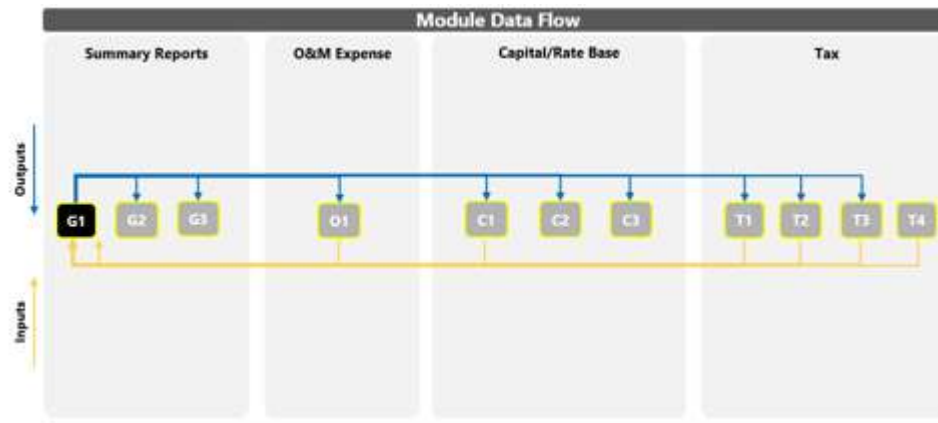 Module Data Flow
Summary Reports
O&M Expense
Capital/Rate Base
Tax
Outputs
G1
G2
G3
O1
C1
C2
C3
T1
T2
T3
T4
Inputs